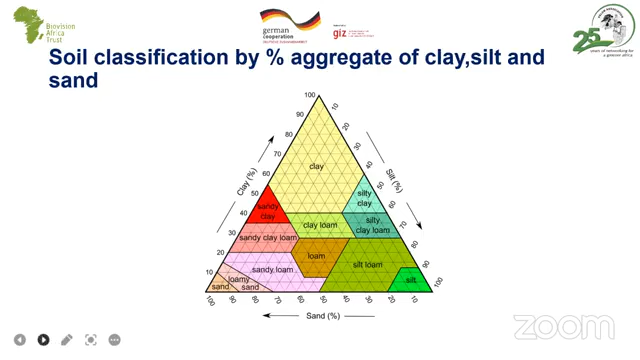 Biovision
Africa
Trust
german
cooperation
giz
25
Soil classification by % aggregate of clay,silt and
sand
100
90
80
70
60
50
40
30
20
10
Clay (%)
10
20
30
40
50
60
70
80
90
100
Silt (%)
clay
silty
clay
sandy
clay
clay loam
silty
clay loam
sandy clay loam
loam
silt loam
sandy loam
loamy
sand
sand
silt
100
90
80
70
60
50
40
30
20
10
Sand (%)
zoom